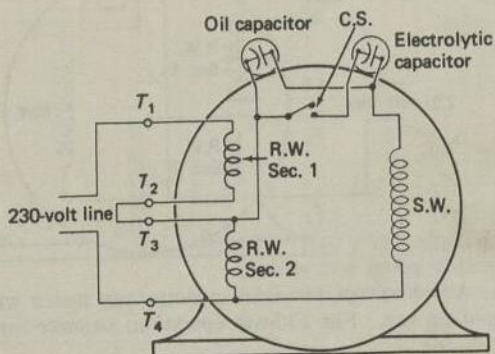 Oil capacitor
C.S.
Electrolytic
capacitor
T1
R.W.
Sec. 1
T2
230-volt line
T3
S.W.
R.W.
Sec. 2
T4